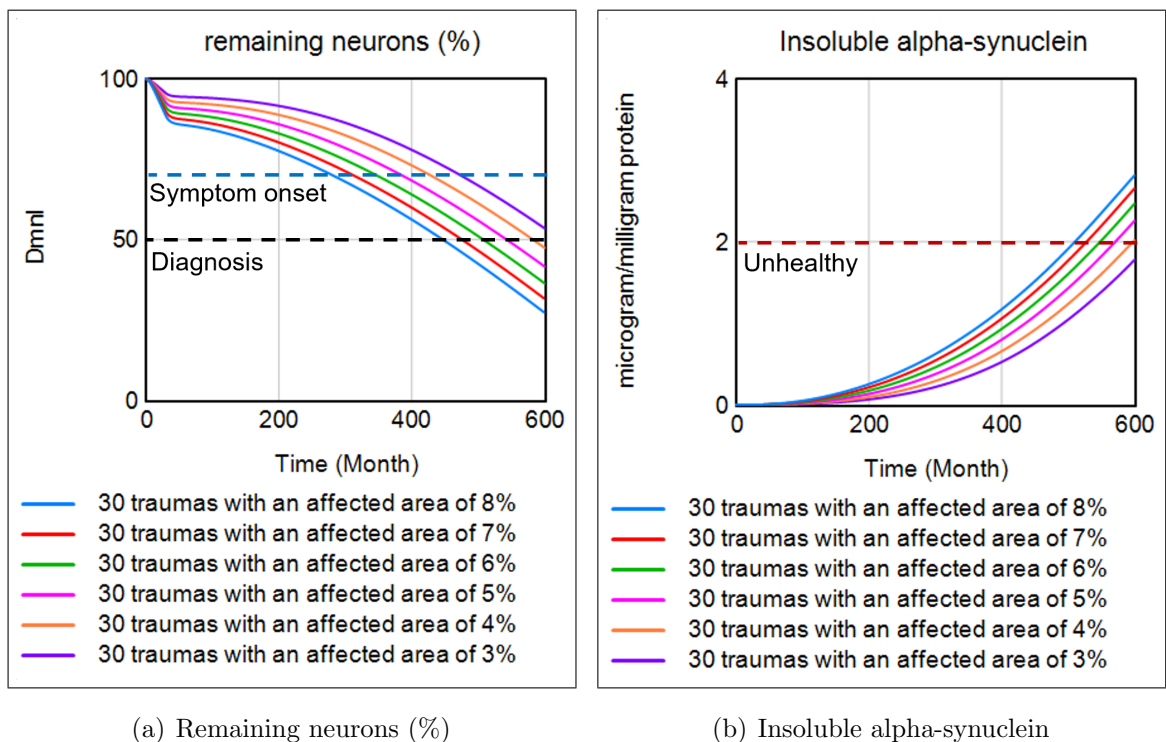 remaining neurons (%)
100
50
0
Dmnl
Symptom onset
Diagnosis
0
200
400
600
Time (Month)
30 traumas with an affected area of 8%
30 traumas with an affected area of 7%
30 traumas with an affected area of 6%
30 traumas with an affected area of 5%
30 traumas with an affected area of 4%
30 traumas with an affected area of 3%
(a) Remaining neurons (%)
Insoluble alpha-synuclein
4
2
0
microgram/milligram protein
Unhealthy
0
200
400
600
Time (Month)
30 traumas with an affected area of 8%
30 traumas with an affected area of 7%
30 traumas with an affected area of 6%
30 traumas with an affected area of 5%
30 traumas with an affected area of 4%
30 traumas with an affected area of 3%
(b) Insoluble alpha-synuclein